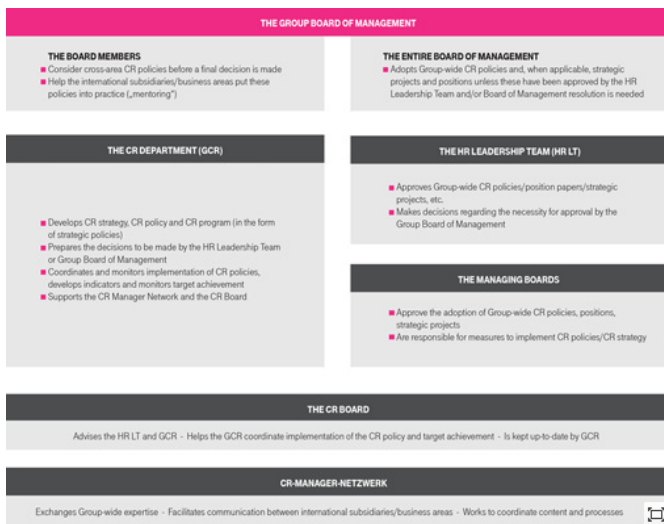 THE GROUP BOARD OF MANAGEMENT
THE BOARD MEMBERS
■ Consider cross-area CR policies before a final decision is made
■ Help the international subsidiaries/business areas put these
policies into practice („mentoring“)
THE ENTIRE BOARD OF MANAGEMENT
■ Adopts Group-wide CR policies and, when applicable, strategic
projects and positions unless these have been approved by the HR
Leadership Team and/or Board of Management resolution is needed
THE CR DEPARTMENT (GCR)
■ Develops CR strategy, CR policy and CR program (in the form
of strategic policies)
■ Prepares the decisions to be made by the HR Leadership Team
or Group Board of Management
■ Coordinates and monitors implementation of CR policies,
develops indicators and monitors target achievement
■ Supports the CR Manager Network and the CR Board
THE HR LEADERSHIP TEAM (HR LT)
■ Approves Group-wide CR policies/position papers/strategic
projects, etc.
■ Makes decisions regarding the necessity for approval by the
Group Board of Management
THE MANAGING BOARDS
■ Approve the adoption of Group-wide CR policies, positions,
strategic projects
■ Are responsible for measures to implement CR policies/CR strategy
THE CR BOARD
Advises the HR LT and GCR - Helps the GCR coordinate implementation of the CR policy and target achievement - Is kept up-to-date by GCR
CR-MANAGER-NETZWERK
Exchanges Group-wide expertise - Facilitates communication between international subsidiaries/business areas - Works to coordinate content and processes